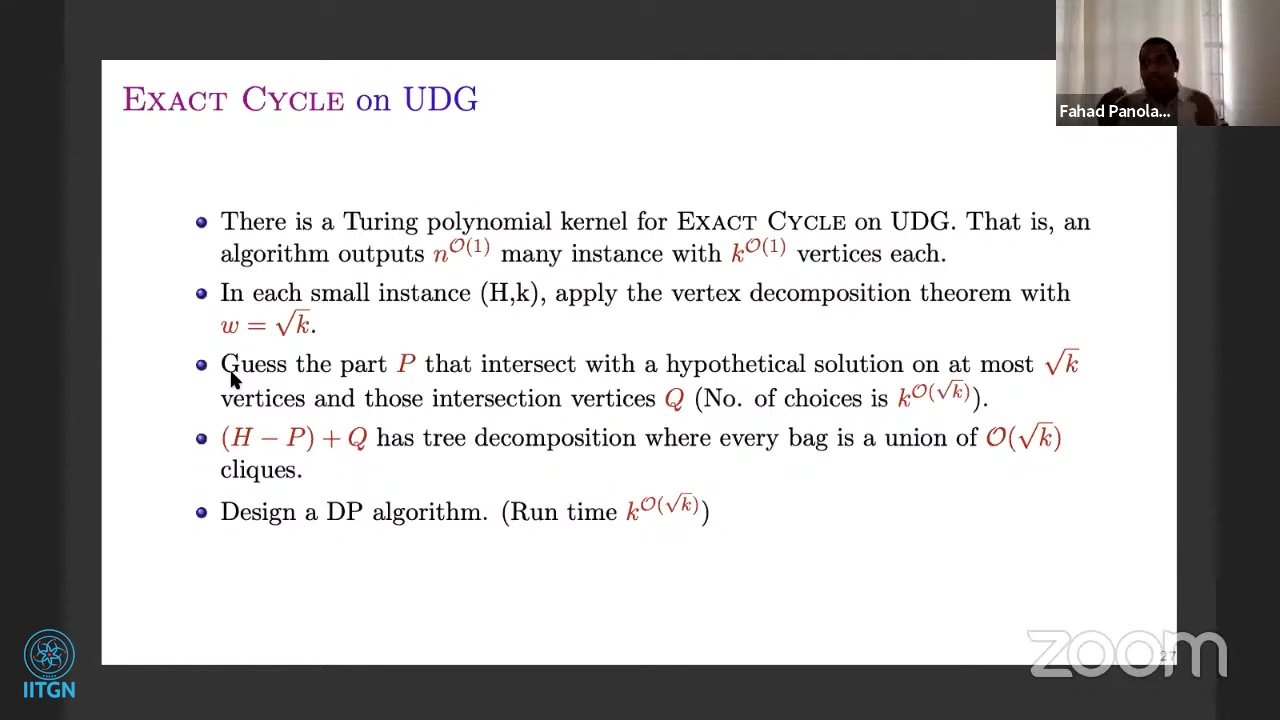 Fahad Panola...
EXACT CYCLE on UDG
There is a Turing polynomial kernel for EXACT CYCLE on UDG. That is, an
algorithm outputs n^{O(1)} many instance with k^{O(1)} vertices each.
In each small instance (H,k), apply the vertex decomposition theorem with
w = √k.
Guess the part P that intersect with a hypothetical solution on at most √k
vertices and those intersection vertices Q (No. of choices is k^{O(√k)}).
(H − P) + Q has tree decomposition where every bag is a union of O(√k)
cliques.
Design a DP algorithm. (Run time k^{O(√k)})
27
zoom
IITGN